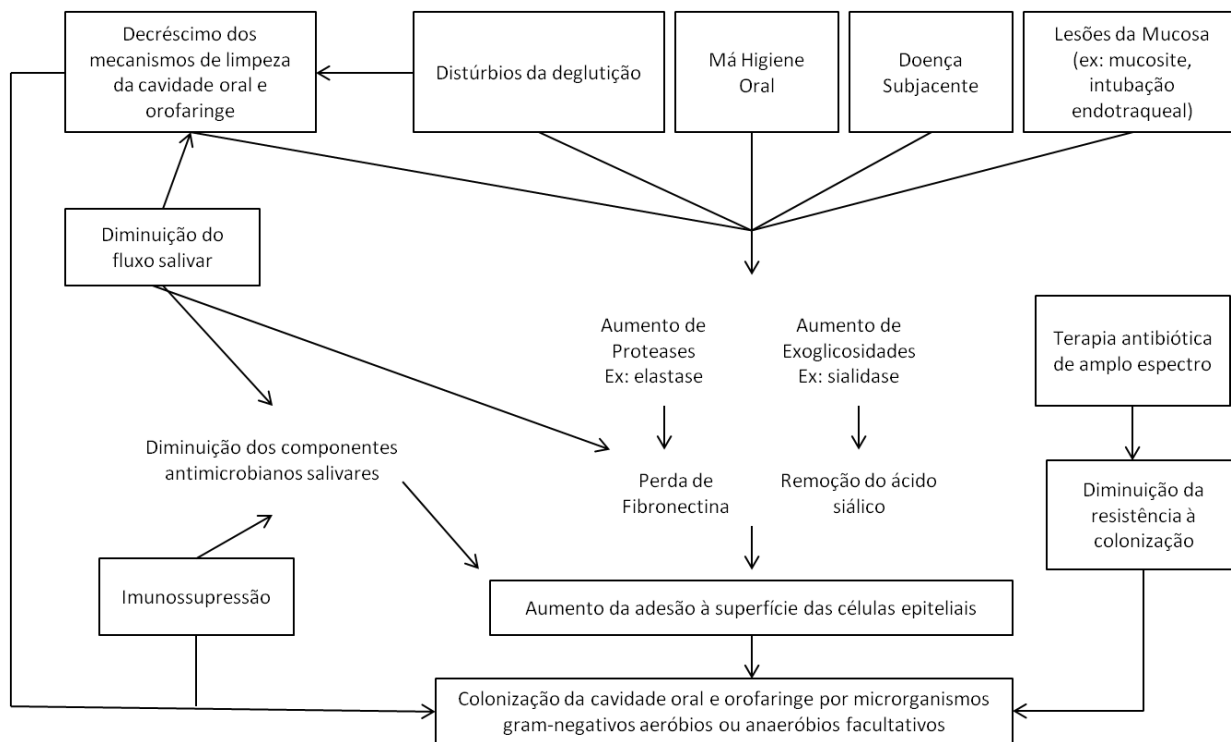 Decréscimo dos
mecanismos de limpeza
da cavidade oral e
orofaringe
Distúrbios da deglutição
Má Higiene
Oral
Doença
Subjacente
Lesões da Mucosa
(ex: mucosite,
intubação
endotraqueal)
Diminuição do
fluxo salivar
Aumento de
Proteases
Ex: elastase
Aumento de
Exoglicosidades
Ex: sialidase
Terapia antibiótica
de amplo espectro
Diminuição dos componentes
antimicrobianos salivares
Perda de
Fibronectina
Remoção do ácido
siálico
Diminuição da
resistência à
colonização
Imunossupressão
Aumento da adesão à superfície das células epiteliais
Colonização da cavidade oral e orofaringe por microrganismos
gram-negativos aeróbios ou anaeróbios facultativos